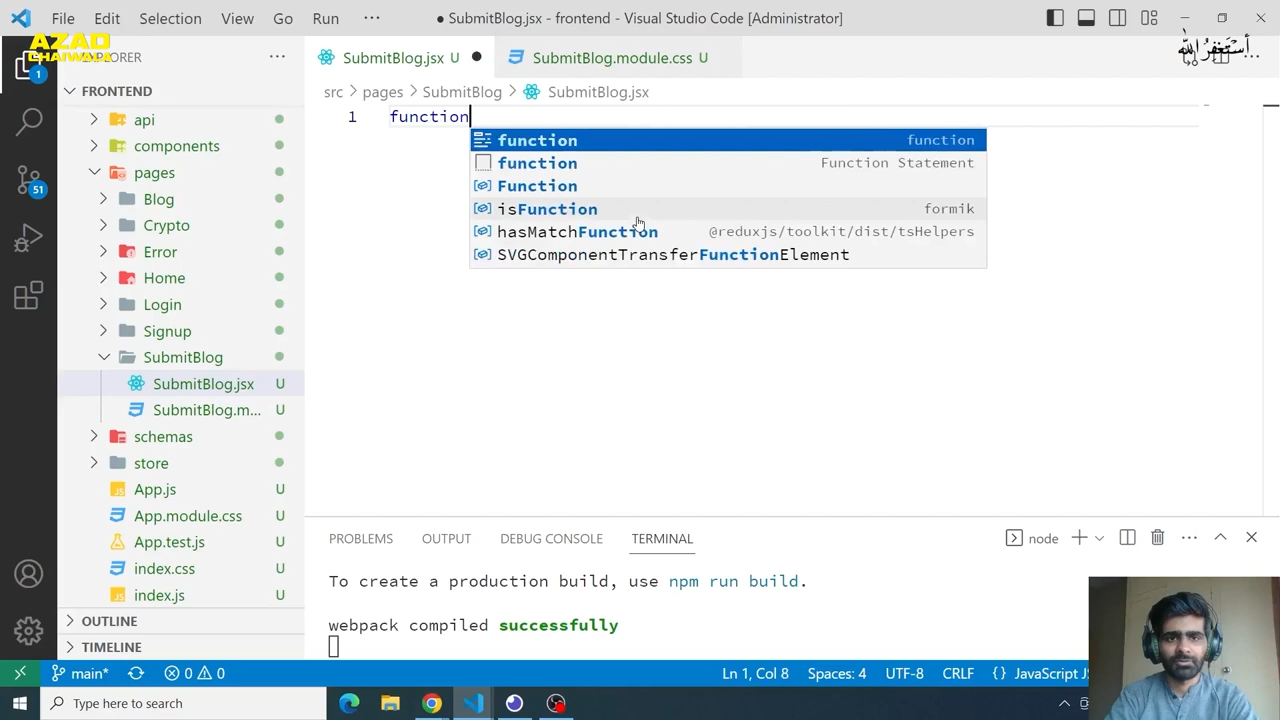 File Edit Selection View Go Run ··· ● SubmitBlog.jsx - frontend - Visual Studio Code [Administrator]
AZAD
CHAIWALA
EXPLORER ···
SubmitBlog.jsx U ●
SubmitBlog.module.css U
أستغفر الله
FRONTEND
src > pages > SubmitBlog > SubmitBlog.jsx
1 function
function function
function Function Statement
Function
isFunction formik
hasMatchFunction @reduxjs/toolkit/dist/tsHelpers
SVGComponentTransferFunctionElement
1
51
api
components
pages
Blog
Crypto
Error
Home
Login
Signup
SubmitBlog
SubmitBlog.jsx U
SubmitBlog.m... U
schemas
store
App.js U
App.module.css U
App.test.js U
index.css U
index.js U
OUTLINE
TIMELINE
PROBLEMS OUTPUT DEBUG CONSOLE TERMINAL node
To create a production build, use npm run build.
webpack compiled successfully
main* 0 0 Ln 1, Col 8 Spaces: 4 UTF-8 CRLF {} JavaScript JS
Type here to search